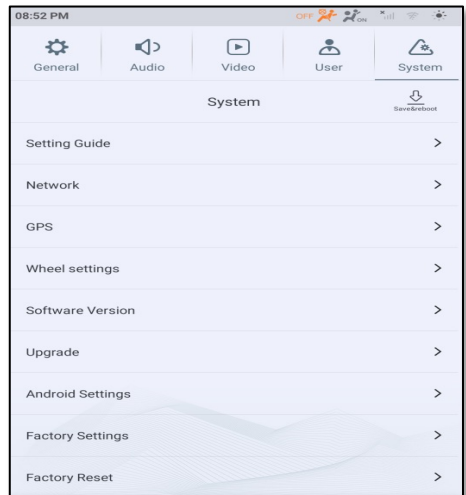 08:52 PM OFF ON
General Audio Video User System
System
Save&reboot
Setting Guide
Network
GPS
Wheel settings
Software Version
Upgrade
Android Settings
Factory Settings
Factory Reset